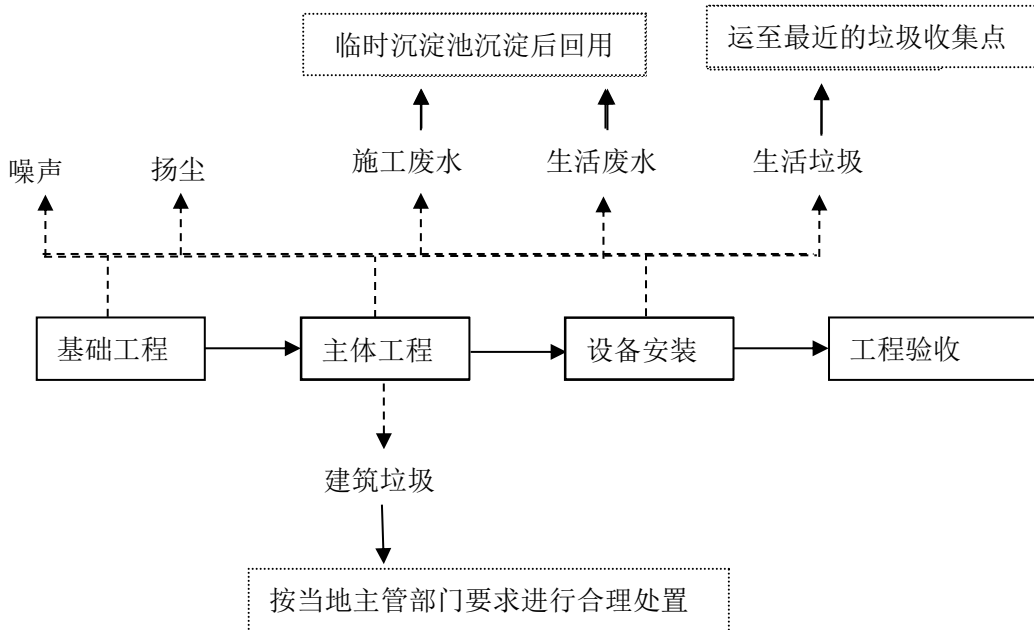 临时沉淀池沉淀后回用
运至最近的垃圾收集点
噪声
扬尘
施工废水
生活废水
生活垃圾
基础工程
主体工程
设备安装
工程验收
建筑垃圾
按当地主管部门要求进行合理处置